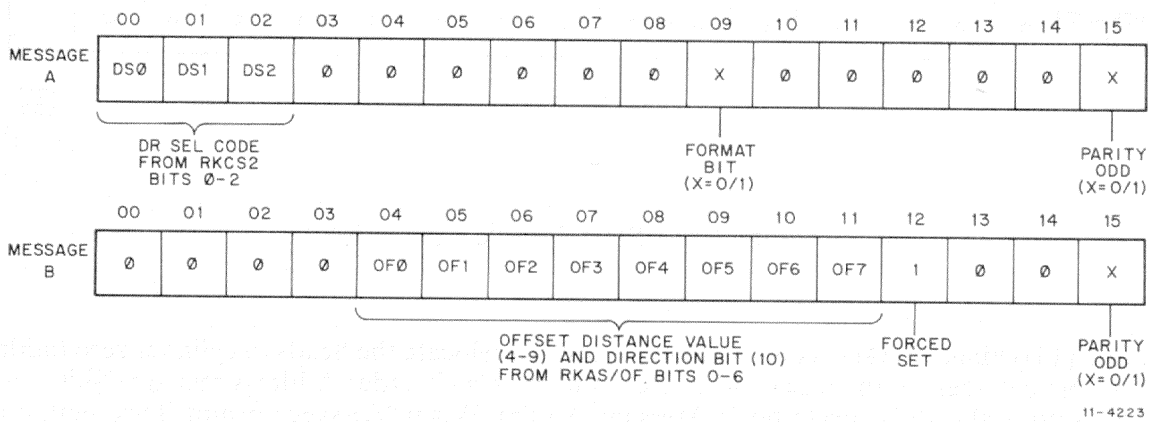 00 01 02 03 04 05 06 07 08 09 10 11 12 13 14 15
MESSAGE
A
DSØ DS1 DS2 Ø Ø Ø Ø Ø Ø X Ø Ø Ø Ø Ø X
DR SEL CODE
FROM RKCS2
BITS Ø-2
FORMAT
BIT
(X=0/1)
PARITY
ODD
(X=0/1)
00 01 02 03 04 05 06 07 08 09 10 11 12 13 14 15
MESSAGE
B
Ø Ø Ø Ø OFØ OF1 OF2 OF3 OF4 OF5 OF6 OF7 1 Ø Ø X
OFFSET DISTANCE VALUE
(4-9) AND DIRECTION BIT (10)
FROM RKAS/OF, BITS 0-6
FORCED
SET
PARITY
ODD
(X=0/1)
11-4223